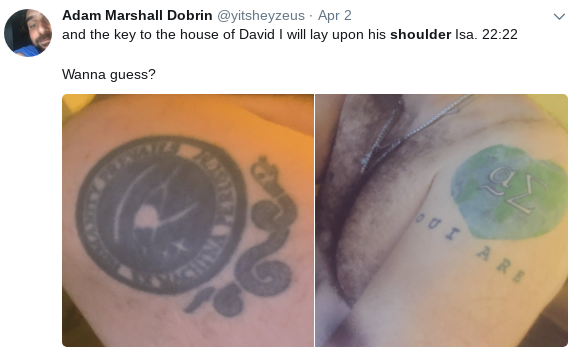 Adam Marshall Dobrin @yitsheyzeus · Apr 2
and the key to the house of David I will lay upon his shoulder Isa. 22:22
Wanna guess?
OUI ARE